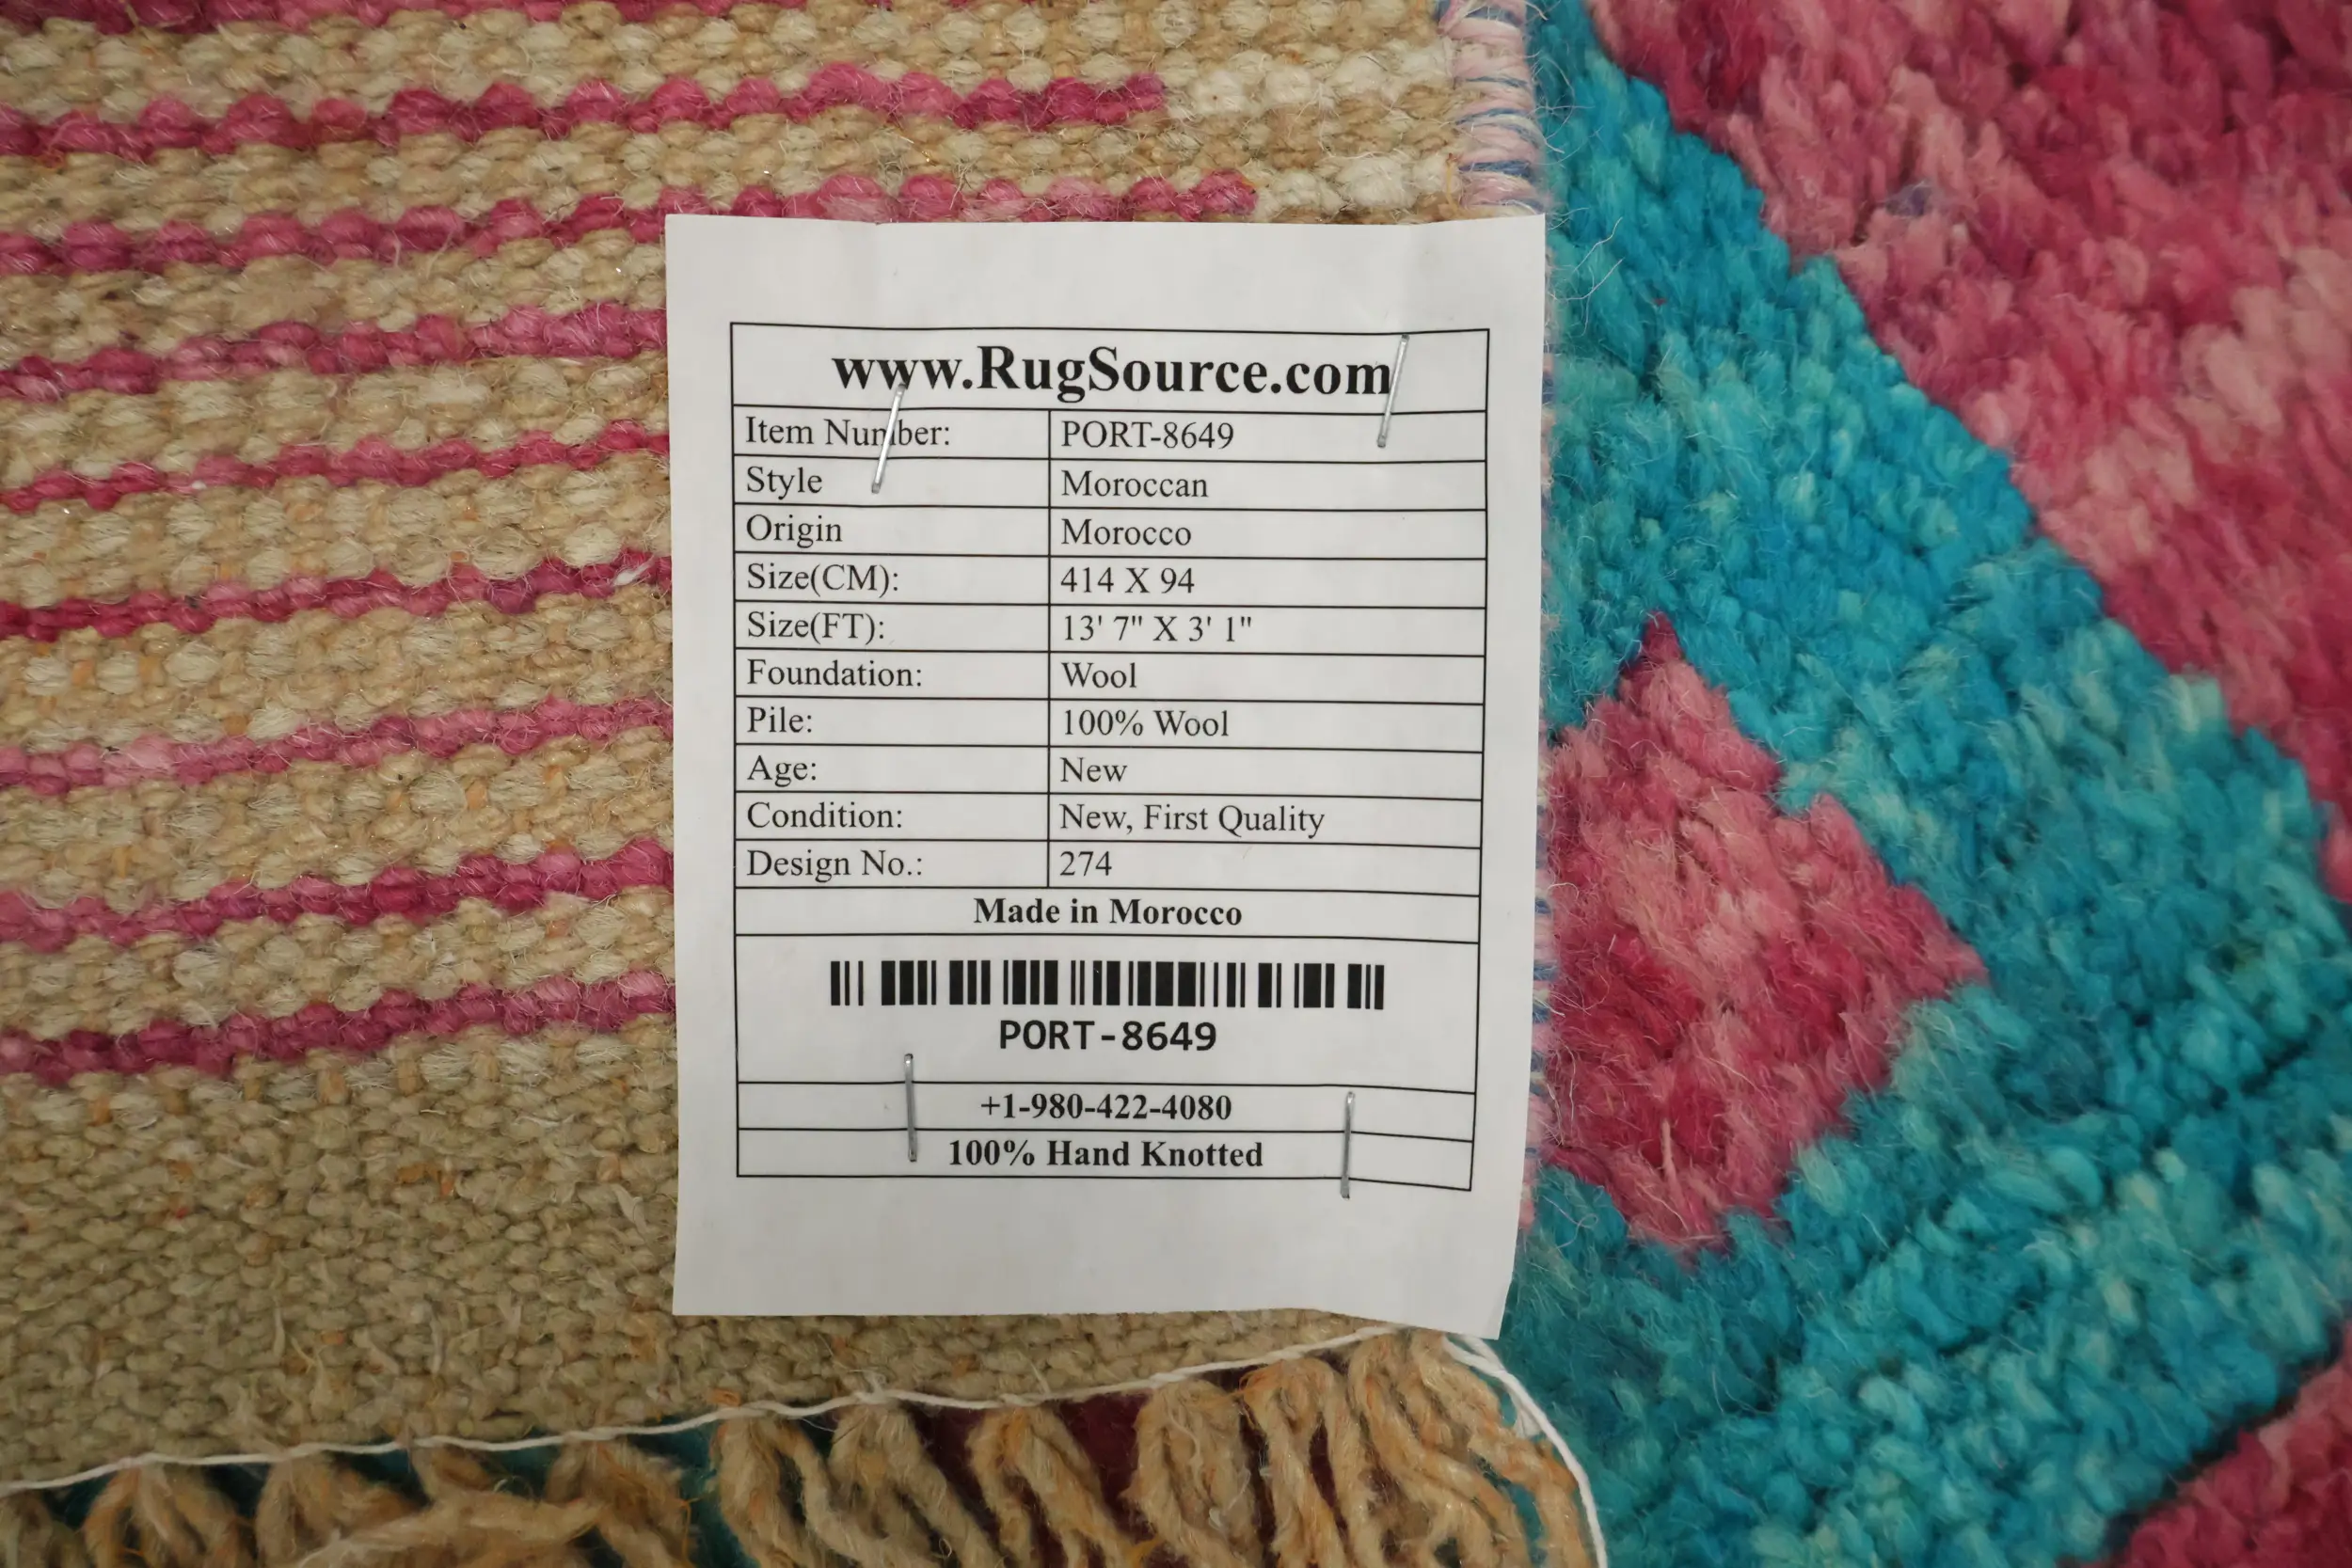 www.RugSource.com
Item Number: PORT-8649
Style Moroccan
Origin Morocco
Size(CM): 414 X 94
Size(FT): 13' 7" X 3' 1"
Foundation: Wool
Pile: 100% Wool
Age: New
Condition: New, First Quality
Design No.: 274
Made in Morocco
PORT-8649
+1-980-422-4080
100% Hand Knotted